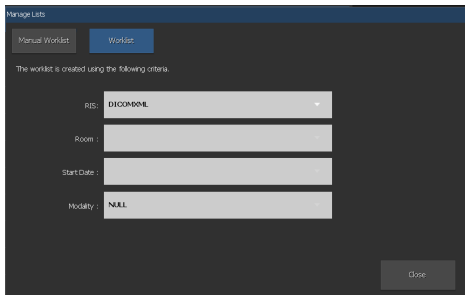 Manage Lists
Manual Worklist
Worklist
The worklist is created using the following criteria.
RIS:
DICOMXML
Room :
Start Date :
Modality :
NULL
Close